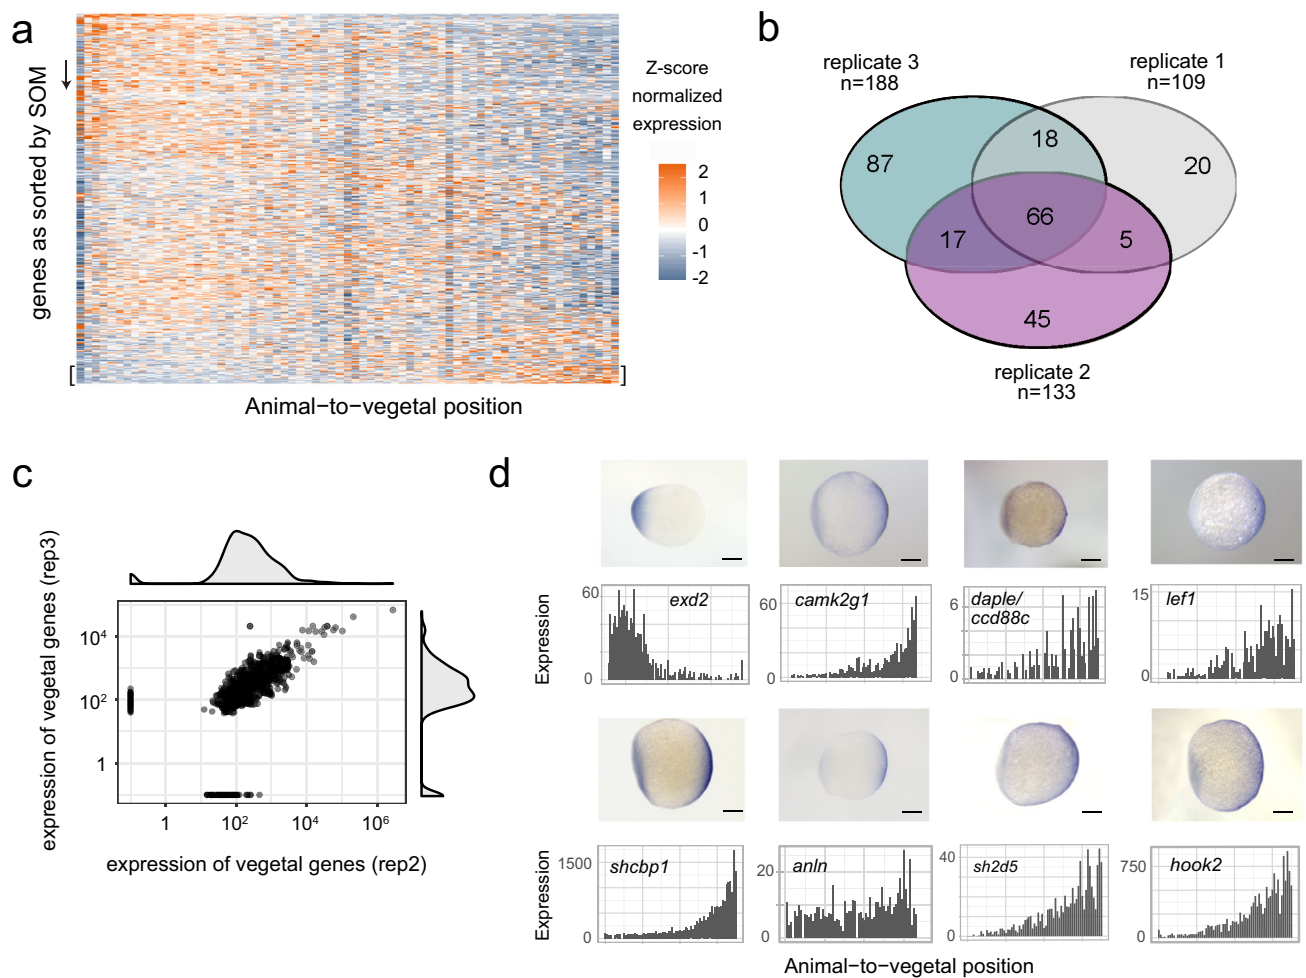 a
genes as sorted by SOM
Animal-to-vegetal position
[
]
Z-score
normalized
expression
2
1
0
-1
-2
b
replicate 3
n=188
replicate 1
n=109
87
18
20
66
17
5
45
replicate 2
n=133
c
expression of vegetal genes (rep3)
10⁴
10²
1
1
10²
10⁴
10⁶
expression of vegetal genes (rep2)
d
Expression
60
0
exd2
60
0
camk2g1
6
0
daple/
ccd88c
15
0
lef1
Expression
1500
0
shcbp1
20
0
anln
40
0
sh2d5
750
0
hook2
Animal-to-vegetal position